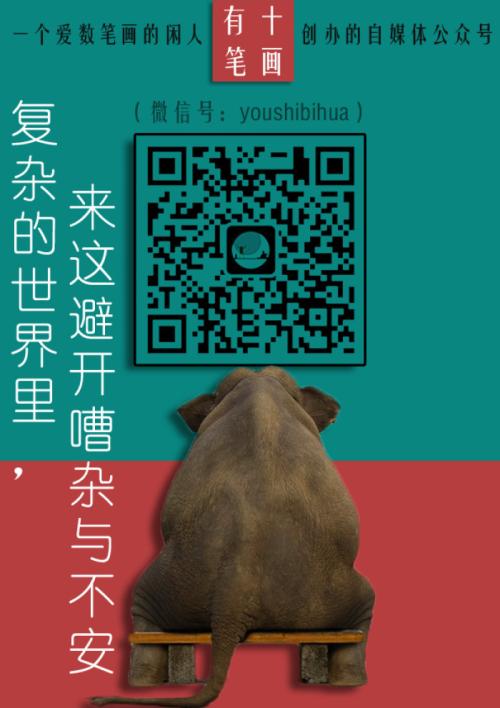 一个爱数笔画的闲人
有十
笔画
创办的自媒体公众号
(微信号：youshibihua)
复杂的世界里，
来这避开嘈杂与不安